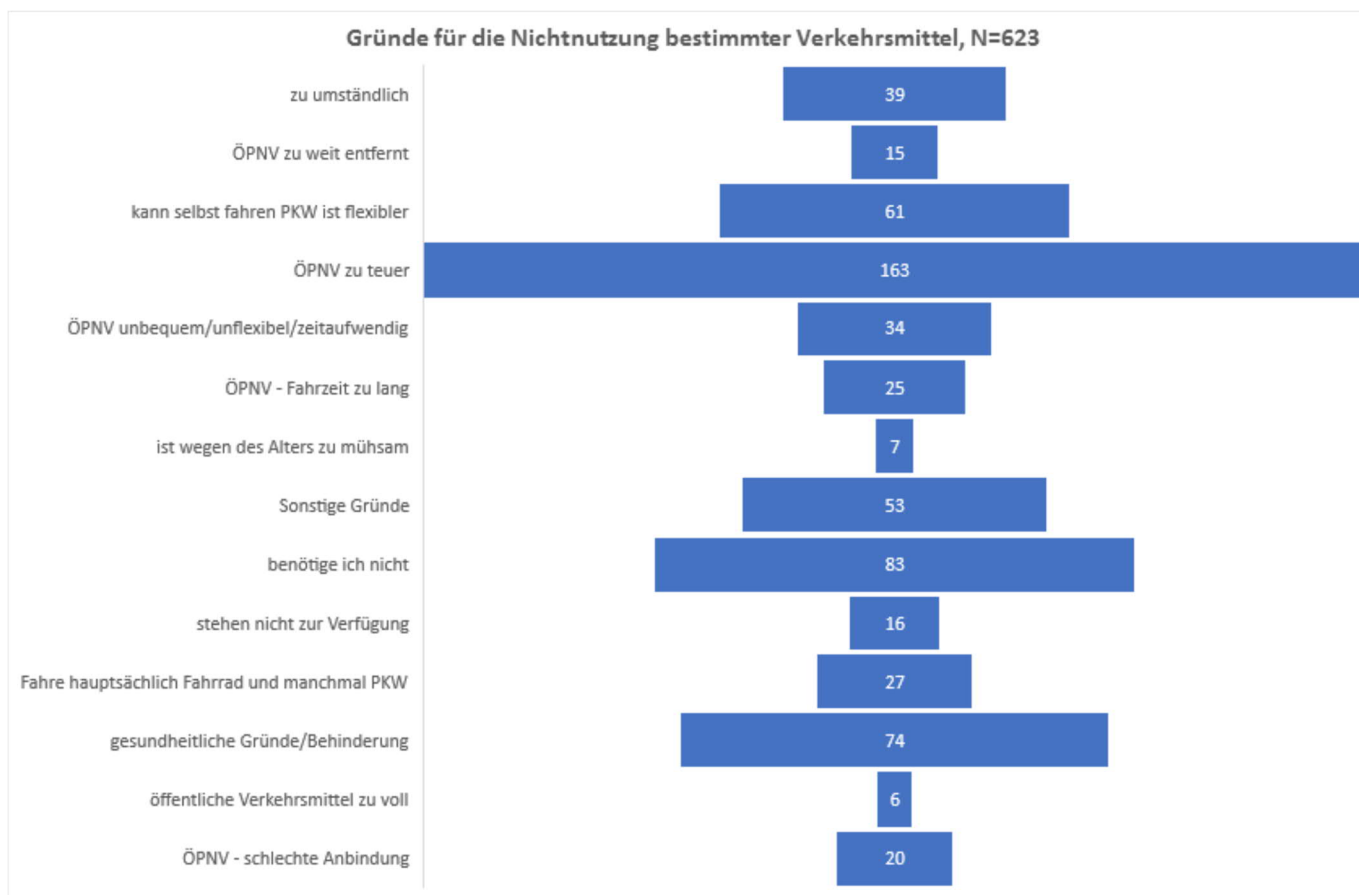 Gründe für die Nichtnutzung bestimmter Verkehrsmittel, N=623
zu umständlich 39
ÖPNV zu weit entfernt 15
kann selbst fahren PKW ist flexibler 61
ÖPNV zu teuer 163
ÖPNV unbequem/unflexibel/zeitaufwendig 34
ÖPNV - Fahrzeit zu lang 25
ist wegen des Alters zu mühsam 7
Sonstige Gründe 53
benötige ich nicht 83
stehen nicht zur Verfügung 16
Fahre hauptsächlich Fahrrad und manchmal PKW 27
gesundheitliche Gründe/Behinderung 74
öffentliche Verkehrsmittel zu voll 6
ÖPNV - schlechte Anbindung 20